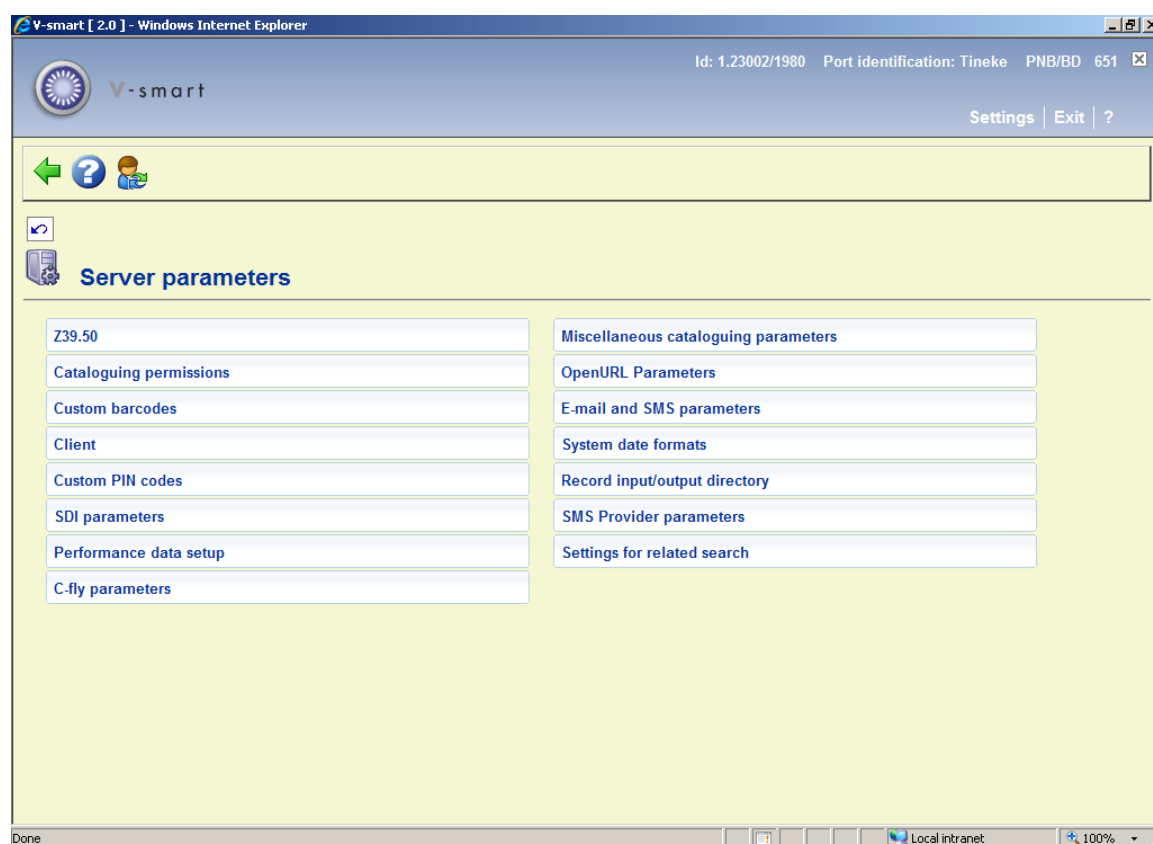 V-smart [ 2.0 ] - Windows Internet Explorer
Id: 1.23002/1980 Port identification: Tineke PNB/BD 651
V-smart
Settings Exit ?
Server parameters
Z39.50
Cataloguing permissions
Custom barcodes
Client
Custom PIN codes
SDI parameters
Performance data setup
C-fly parameters
Miscellaneous cataloguing parameters
OpenURL Parameters
E-mail and SMS parameters
System date formats
Record input/output directory
SMS Provider parameters
Settings for related search
Done Local intranet 100%